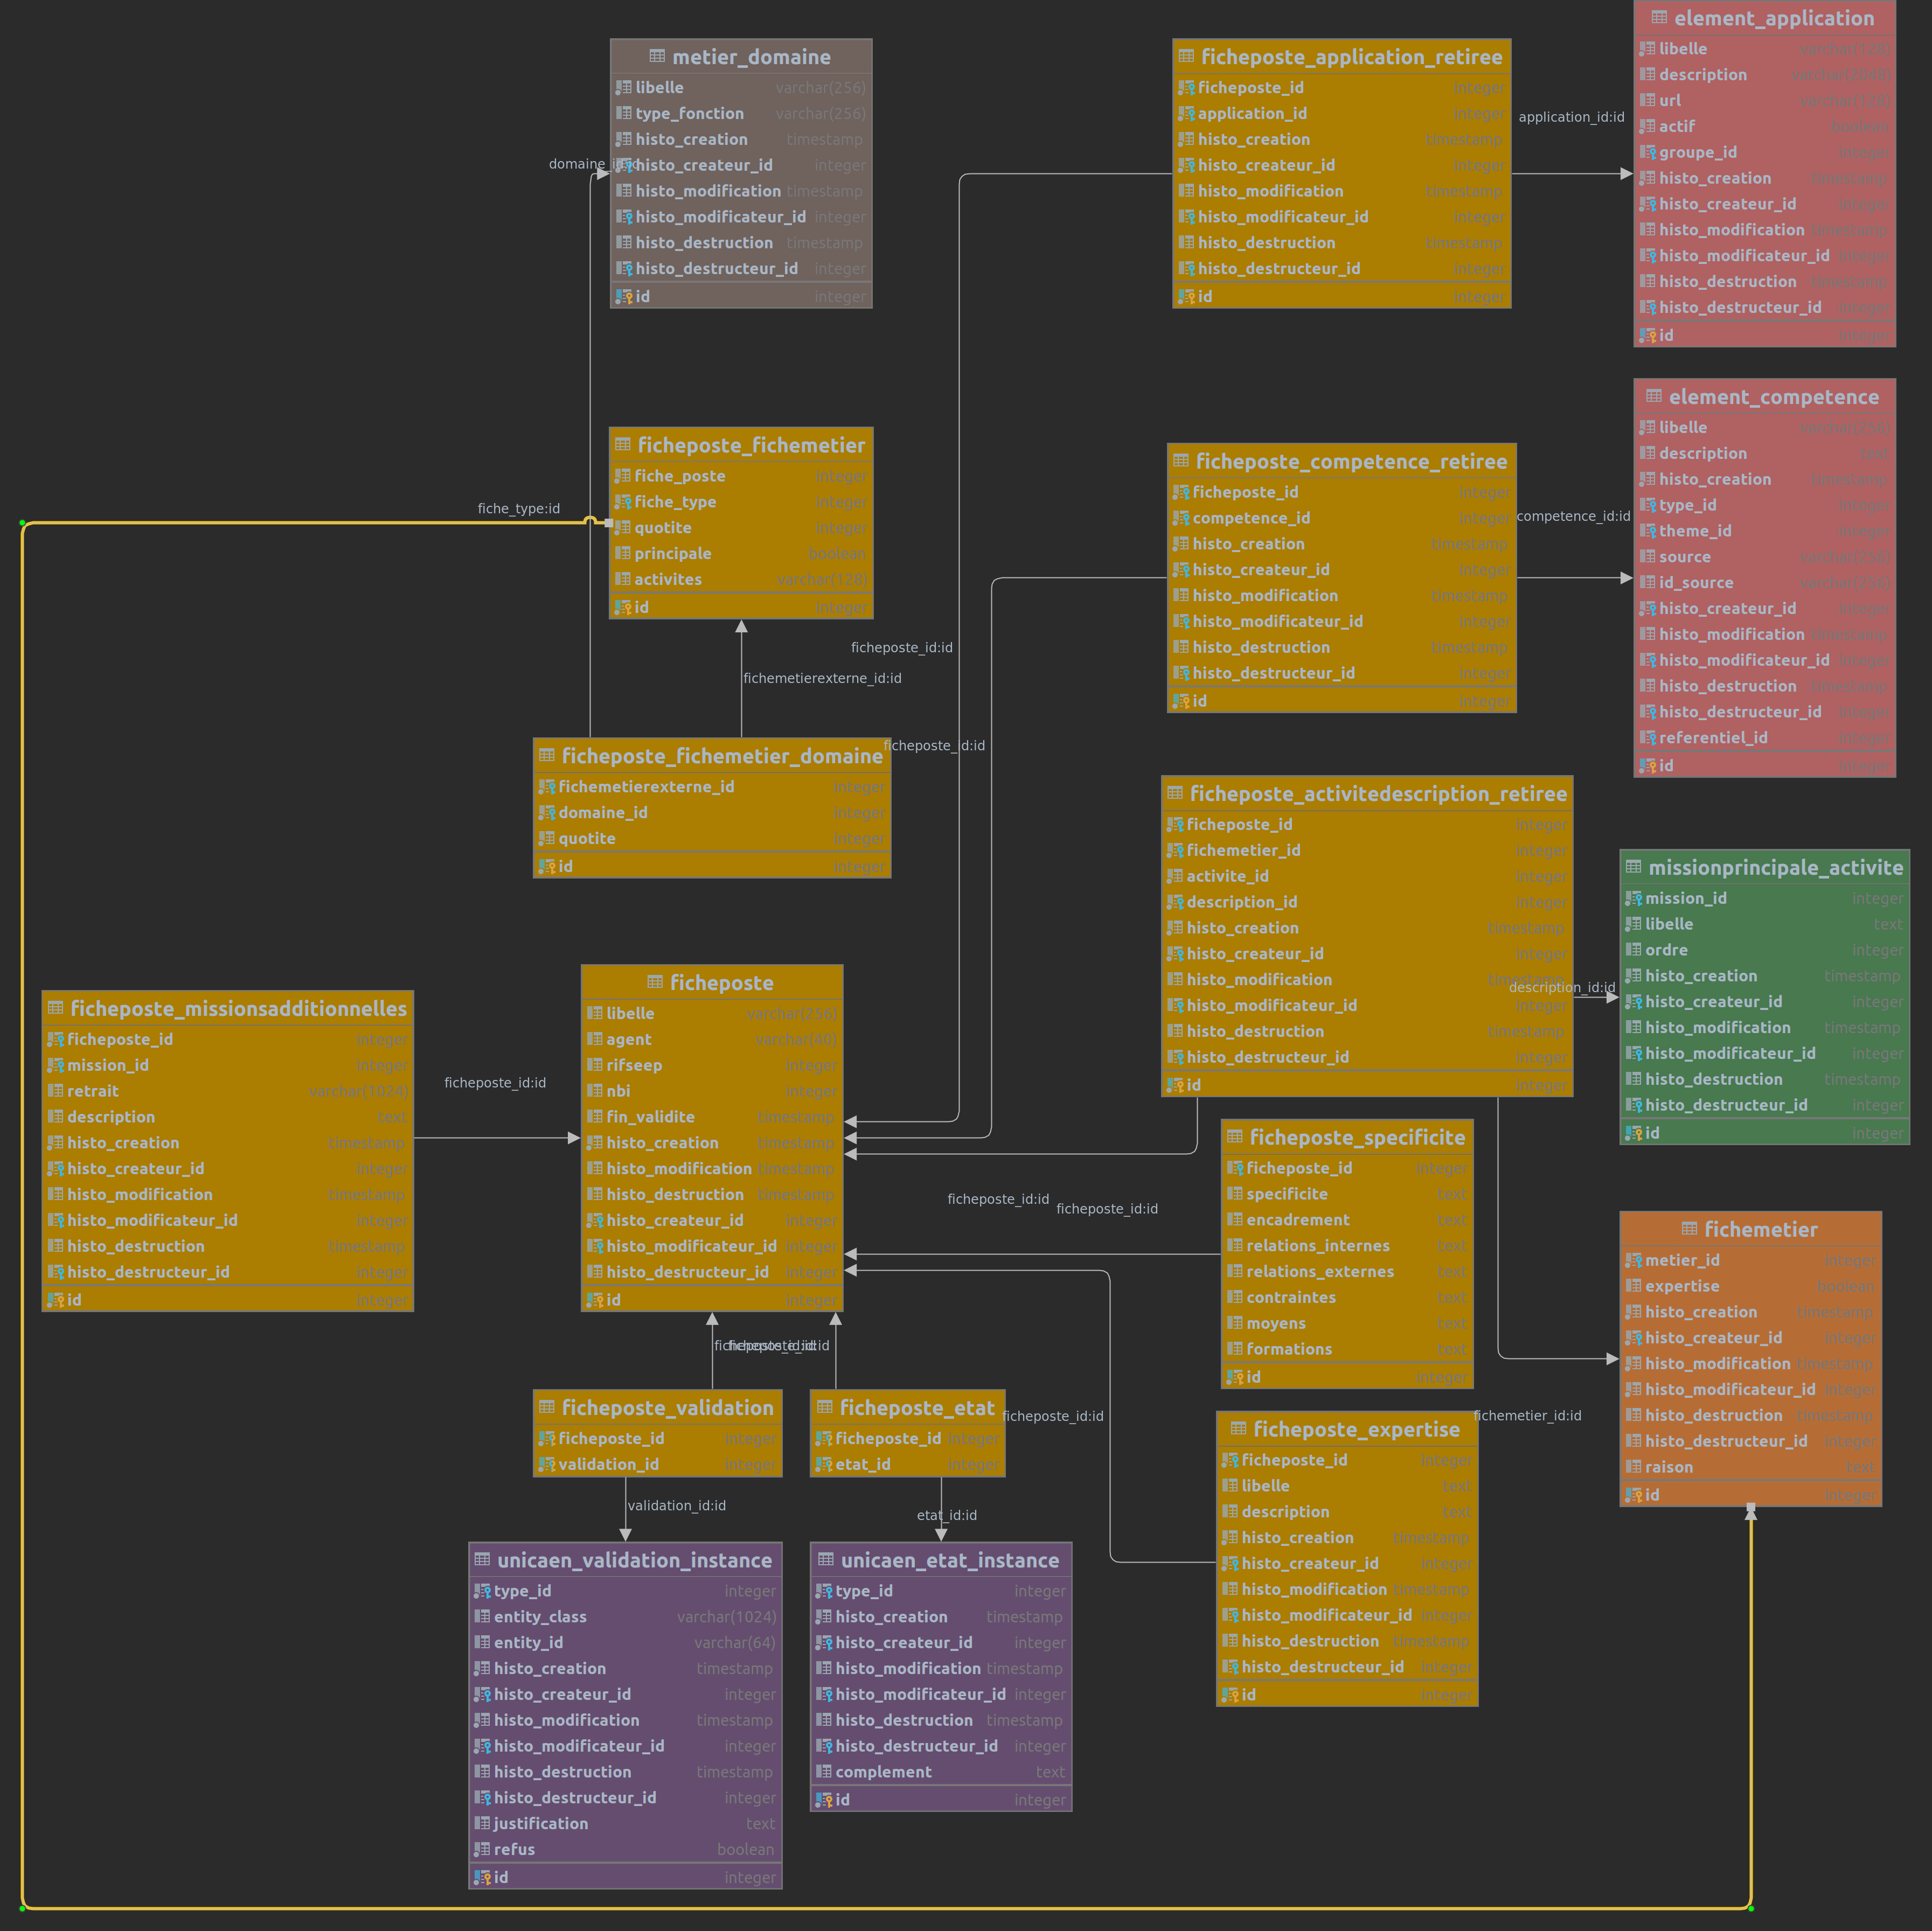 metier_domaine
libelle varchar(256)
type_fonction varchar(256)
histo_creation timestamp
histo_createur_id integer
histo_modification timestamp
histo_modificateur_id integer
histo_destruction timestamp
histo_destructeur_id integer
id integer
ficheposte_application_retiree
ficheposte_id integer
application_id integer
histo_creation timestamp
histo_createur_id integer
histo_modification timestamp
histo_modificateur_id integer
histo_destruction timestamp
histo_destructeur_id integer
id integer
application_id:id
element_application
libelle varchar(128)
description varchar(2048)
url varchar(128)
actif boolean
groupe_id integer
histo_creation timestamp
histo_createur_id integer
histo_modification timestamp
histo_modificateur_id integer
histo_destruction timestamp
histo_destructeur_id integer
id integer
ficheposte_fichemetier
fiche_poste integer
fiche_type integer
quotite integer
principale boolean
activites varchar(128)
id integer
fiche_type:id
ficheposte_id:id
fichemetierexterne_id:id
ficheposte_competence_retiree
ficheposte_id integer
competence_id integer
histo_creation timestamp
histo_createur_id integer
histo_modification timestamp
histo_modificateur_id integer
histo_destruction timestamp
histo_destructeur_id integer
id integer
competence_id:id
element_competence
libelle varchar(256)
description text
histo_creation timestamp
type_id integer
theme_id integer
source varchar(256)
id_source varchar(256)
histo_createur_id integer
histo_modification timestamp
histo_modificateur_id integer
histo_destruction timestamp
histo_destructeur_id integer
referentiel_id integer
id integer
ficheposte_fichemetier_domaine
fichemetierexterne_id integer
domaine_id integer
quotite integer
id integer
ficheposte_id:id
ficheposte_activitedescription_retiree
ficheposte_id integer
fichemetier_id integer
activite_id integer
description_id integer
histo_creation timestamp
histo_createur_id integer
histo_modification timestamp
histo_modificateur_id integer
histo_destruction timestamp
histo_destructeur_id integer
id integer
description_id:id
missionprincipale_activite
mission_id integer
libelle text
ordre integer
histo_creation timestamp
histo_createur_id integer
histo_modification timestamp
histo_modificateur_id integer
histo_destruction timestamp
histo_destructeur_id integer
id integer
ficheposte_missionsadditionnelles
ficheposte_id integer
mission_id integer
retrait varchar(1024)
description text
histo_creation timestamp
histo_createur_id integer
histo_modification timestamp
histo_modificateur_id integer
histo_destruction timestamp
histo_destructeur_id integer
id integer
ficheposte_id:id
ficheposte
libelle varchar(256)
agent varchar(40)
rifseep integer
nbi integer
fin_validite timestamp
histo_creation timestamp
histo_modification timestamp
histo_destruction timestamp
histo_createur_id integer
histo_modificateur_id integer
histo_destructeur_id integer
id integer
ficheposte_id:id
ficheposte_id:id
ficheposte_specificite
ficheposte_id integer
specificite text
encadrement text
relations_internes text
relations_externes text
contraintes text
moyens text
formations text
id integer
fichemetier
metier_id integer
expertise boolean
histo_creation timestamp
histo_createur_id integer
histo_modification timestamp
histo_modificateur_id integer
histo_destruction timestamp
histo_destructeur_id integer
raison text
id integer
ficheposte_validation
ficheposte_id integer
validation_id integer
validation_id:id
ficheposte_etat
ficheposte_id integer
etat_id integer
etat_id:id
ficheposte_id:id
fichemetier_id:id
ficheposte_expertise
ficheposte_id integer
libelle text
description text
histo_creation timestamp
histo_createur_id integer
histo_modification timestamp
histo_modificateur_id integer
histo_destruction timestamp
histo_destructeur_id integer
id integer
unicaen_validation_instance
type_id integer
entity_class varchar(1024)
entity_id varchar(64)
histo_creation timestamp
histo_createur_id integer
histo_modification timestamp
histo_modificateur_id integer
histo_destruction timestamp
histo_destructeur_id integer
justification text
refus boolean
id integer
unicaen_etat_instance
type_id integer
histo_creation timestamp
histo_createur_id integer
histo_modification timestamp
histo_modificateur_id integer
histo_destruction timestamp
histo_destructeur_id integer
complement text
id integer